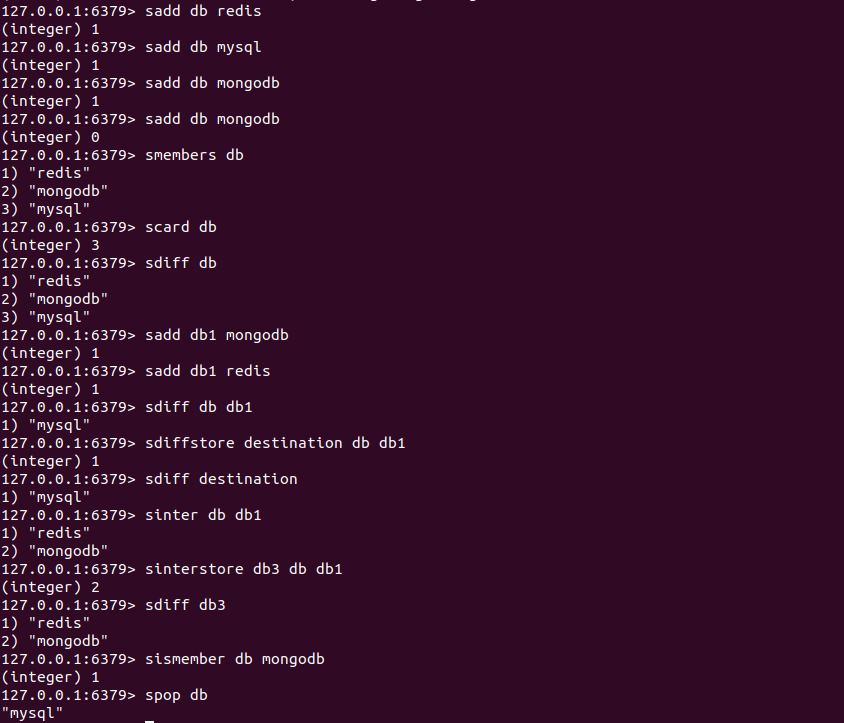 127.0.0.1:6379> sadd db redis
(integer) 1
127.0.0.1:6379> sadd db mysql
(integer) 1
127.0.0.1:6379> sadd db mongodb
(integer) 1
127.0.0.1:6379> sadd db mongodb
(integer) 0
127.0.0.1:6379> smembers db
1) "redis"
2) "mongodb"
3) "mysql"
127.0.0.1:6379> scard db
(integer) 3
127.0.0.1:6379> sdiff db
1) "redis"
2) "mongodb"
3) "mysql"
127.0.0.1:6379> sadd db1 mongodb
(integer) 1
127.0.0.1:6379> sadd db1 redis
(integer) 1
127.0.0.1:6379> sdiff db db1
1) "mysql"
127.0.0.1:6379> sdiffstore destination db db1
(integer) 1
127.0.0.1:6379> sdiff destination
1) "mysql"
127.0.0.1:6379> sinter db db1
1) "redis"
2) "mongodb"
127.0.0.1:6379> sinterstore db3 db db1
(integer) 2
127.0.0.1:6379> sdiff db3
1) "redis"
2) "mongodb"
127.0.0.1:6379> sismember db mongodb
(integer) 1
127.0.0.1:6379> spop db
"mysql"